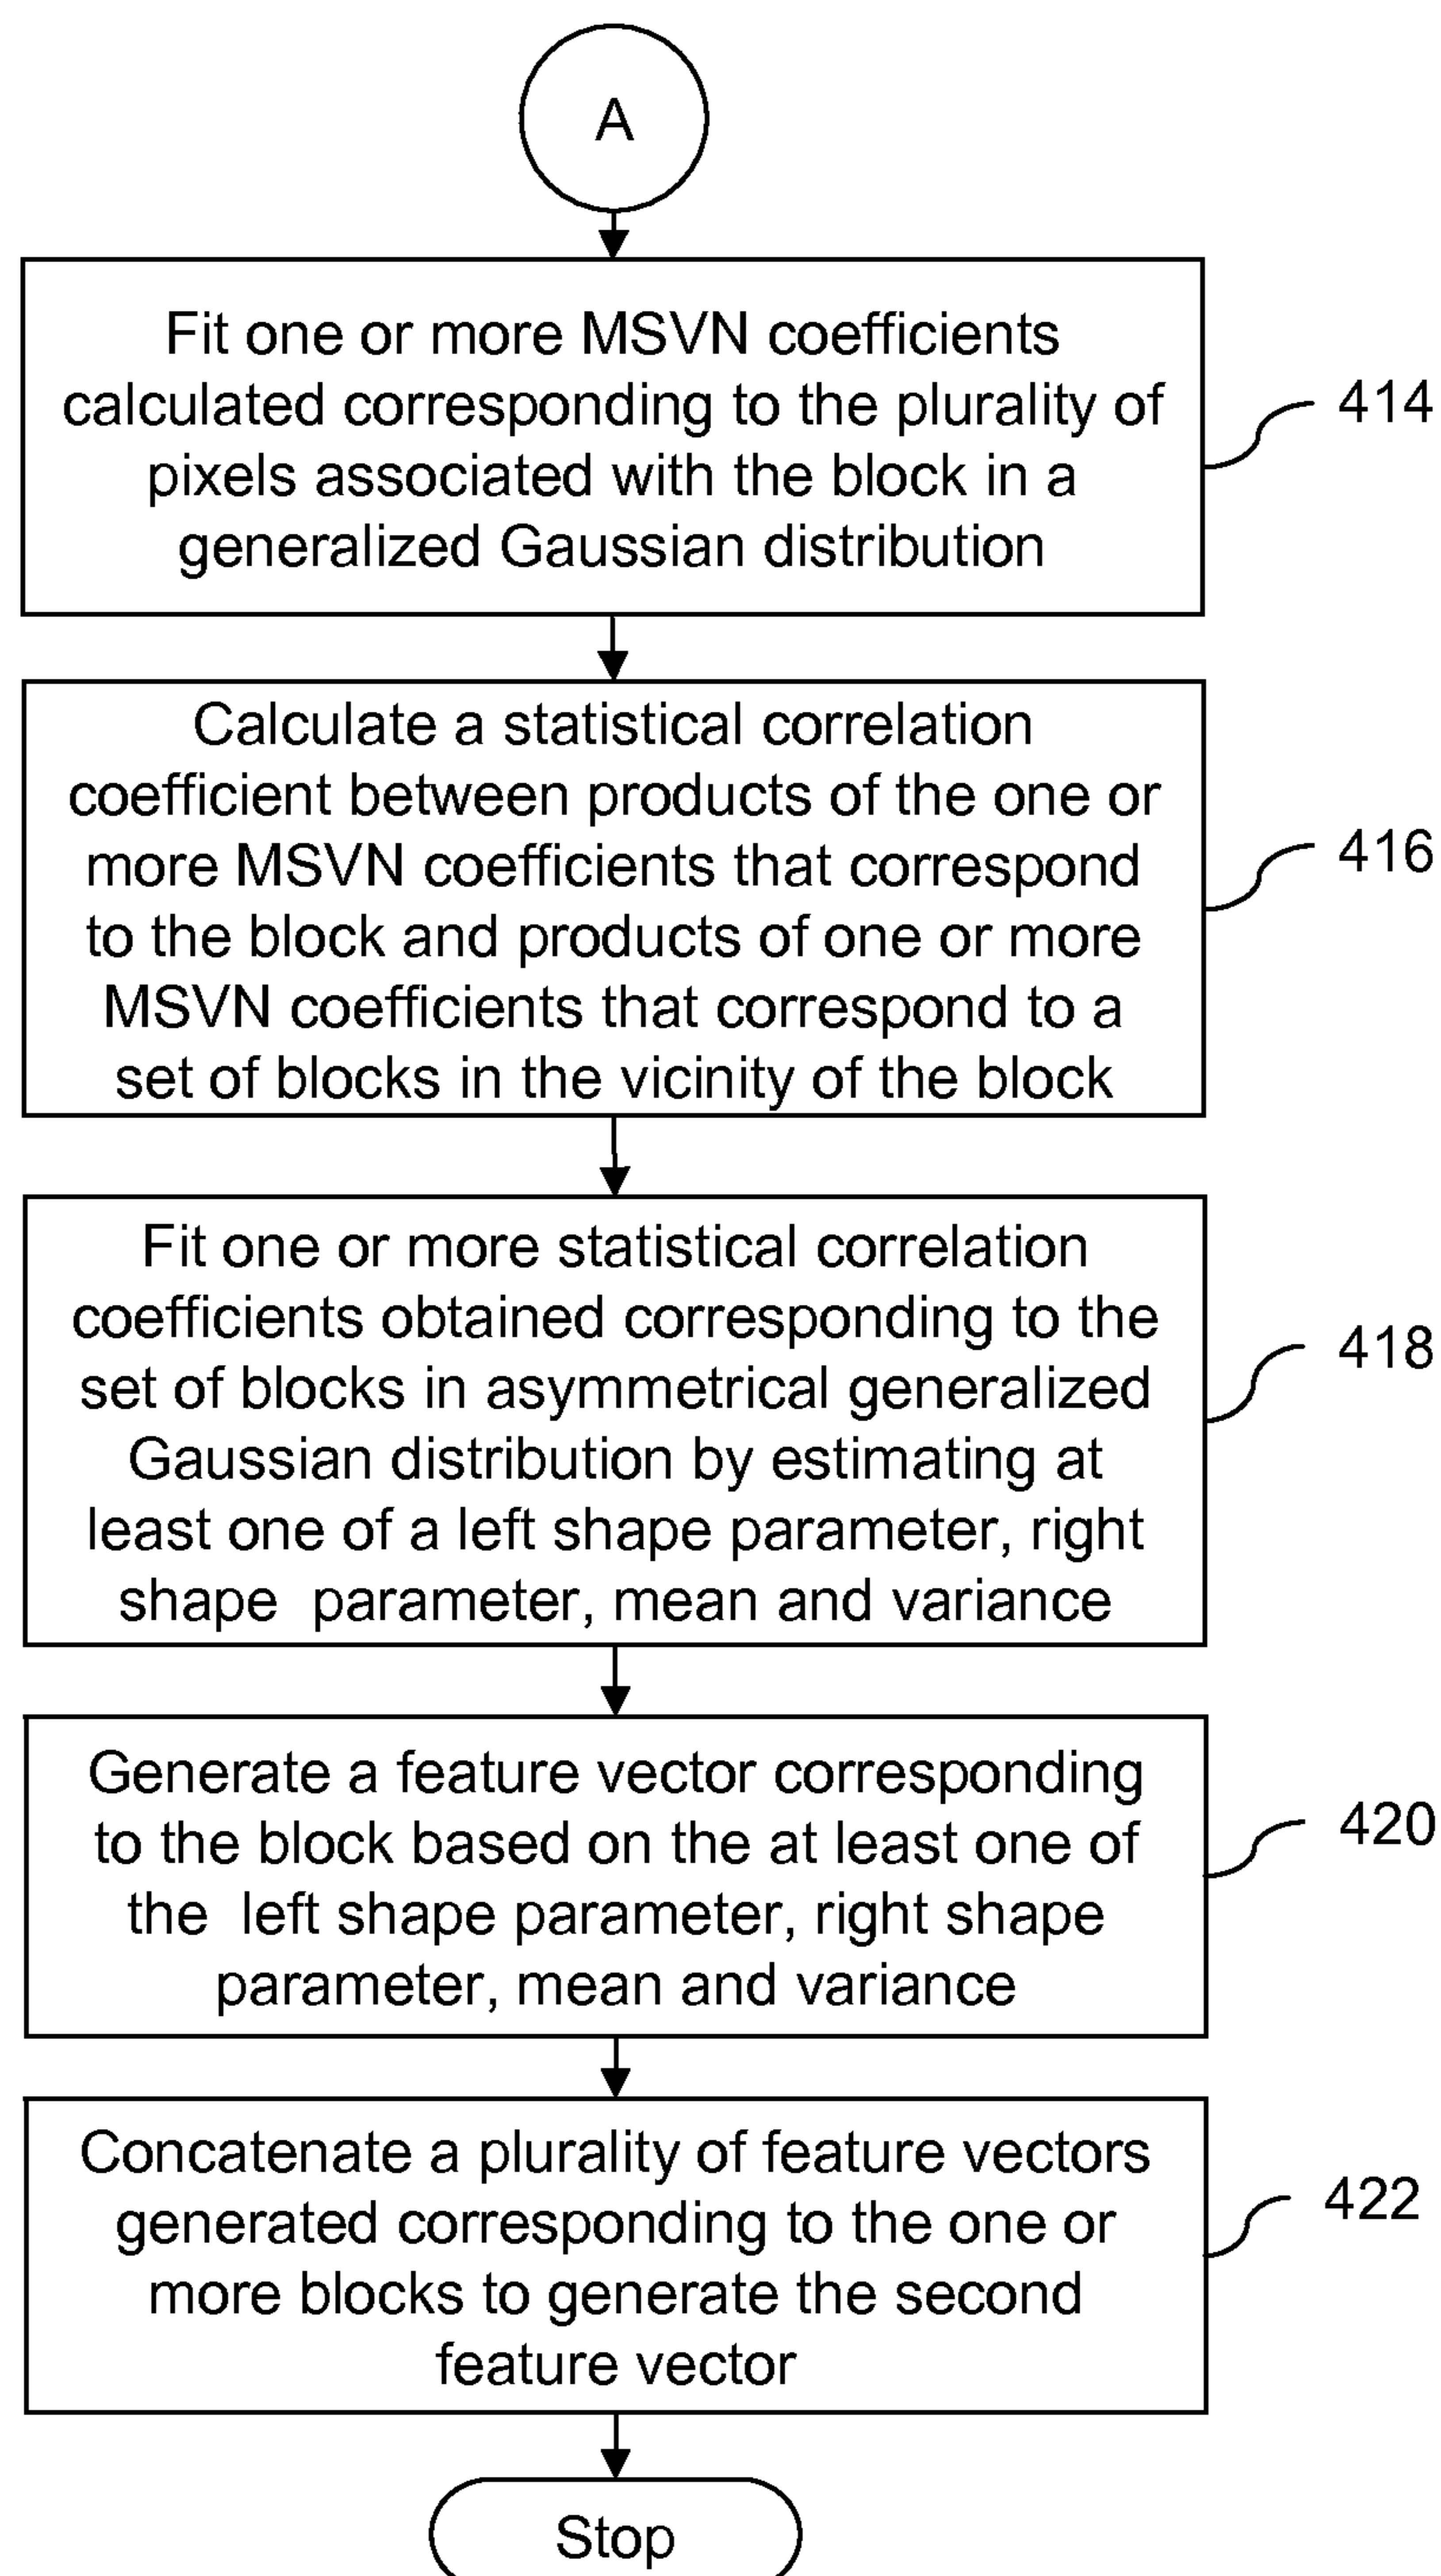 A
Fit one or more MSVN coefficients
calculated corresponding to the plurality of
pixels associated with the block in a
generalized Gaussian distribution
414
Calculate a statistical correlation
coefficient between products of the one or
more MSVN coefficients that correspond
to the block and products of one or more
MSVN coefficients that correspond to a
set of blocks in the vicinity of the block
416
Fit one or more statistical correlation
coefficients obtained corresponding to the
set of blocks in asymmetrical generalized
Gaussian distribution by estimating at
least one of a left shape parameter, right
shape parameter, mean and variance
418
Generate a feature vector corresponding
to the block based on the at least one of
the left shape parameter, right shape
parameter, mean and variance
420
Concatenate a plurality of feature vectors
generated corresponding to the one or
more blocks to generate the second
feature vector
422
Stop